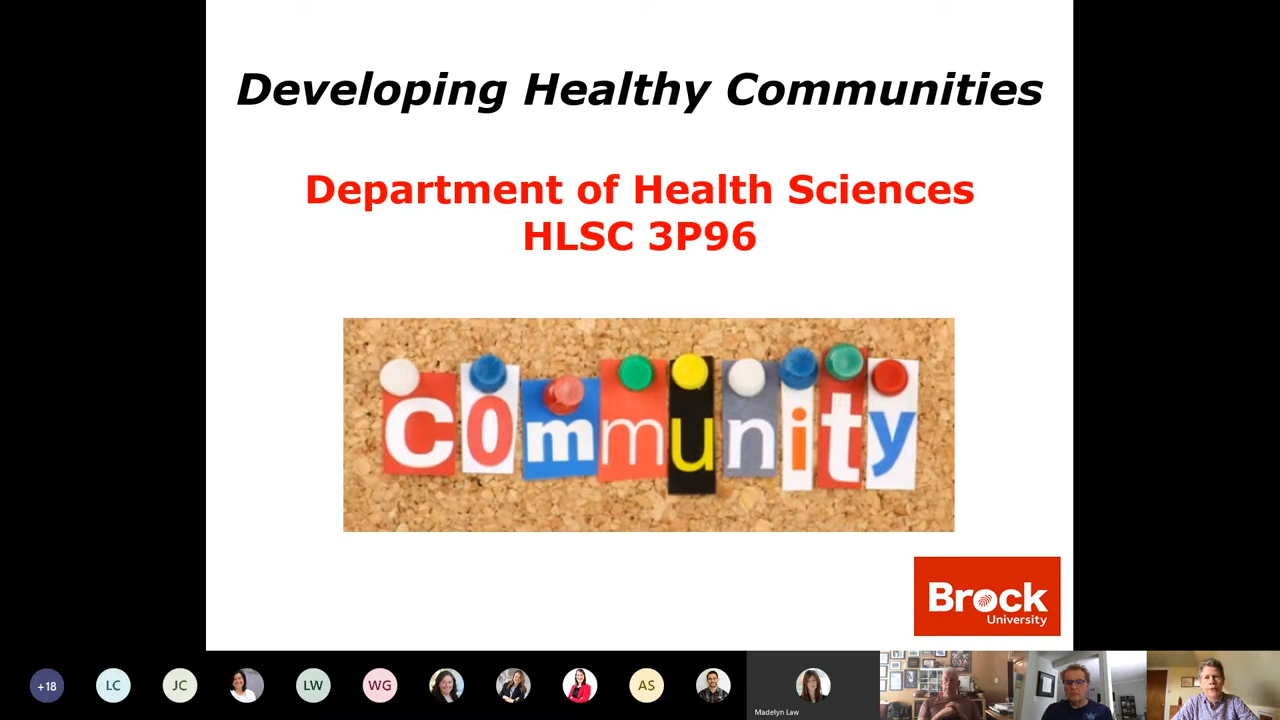 Developing Healthy Communities
Department of Health Sciences
HLSC 3P96
community
Brock
University
+18
LC
JC
LW
WG
AS
Madelyn Law